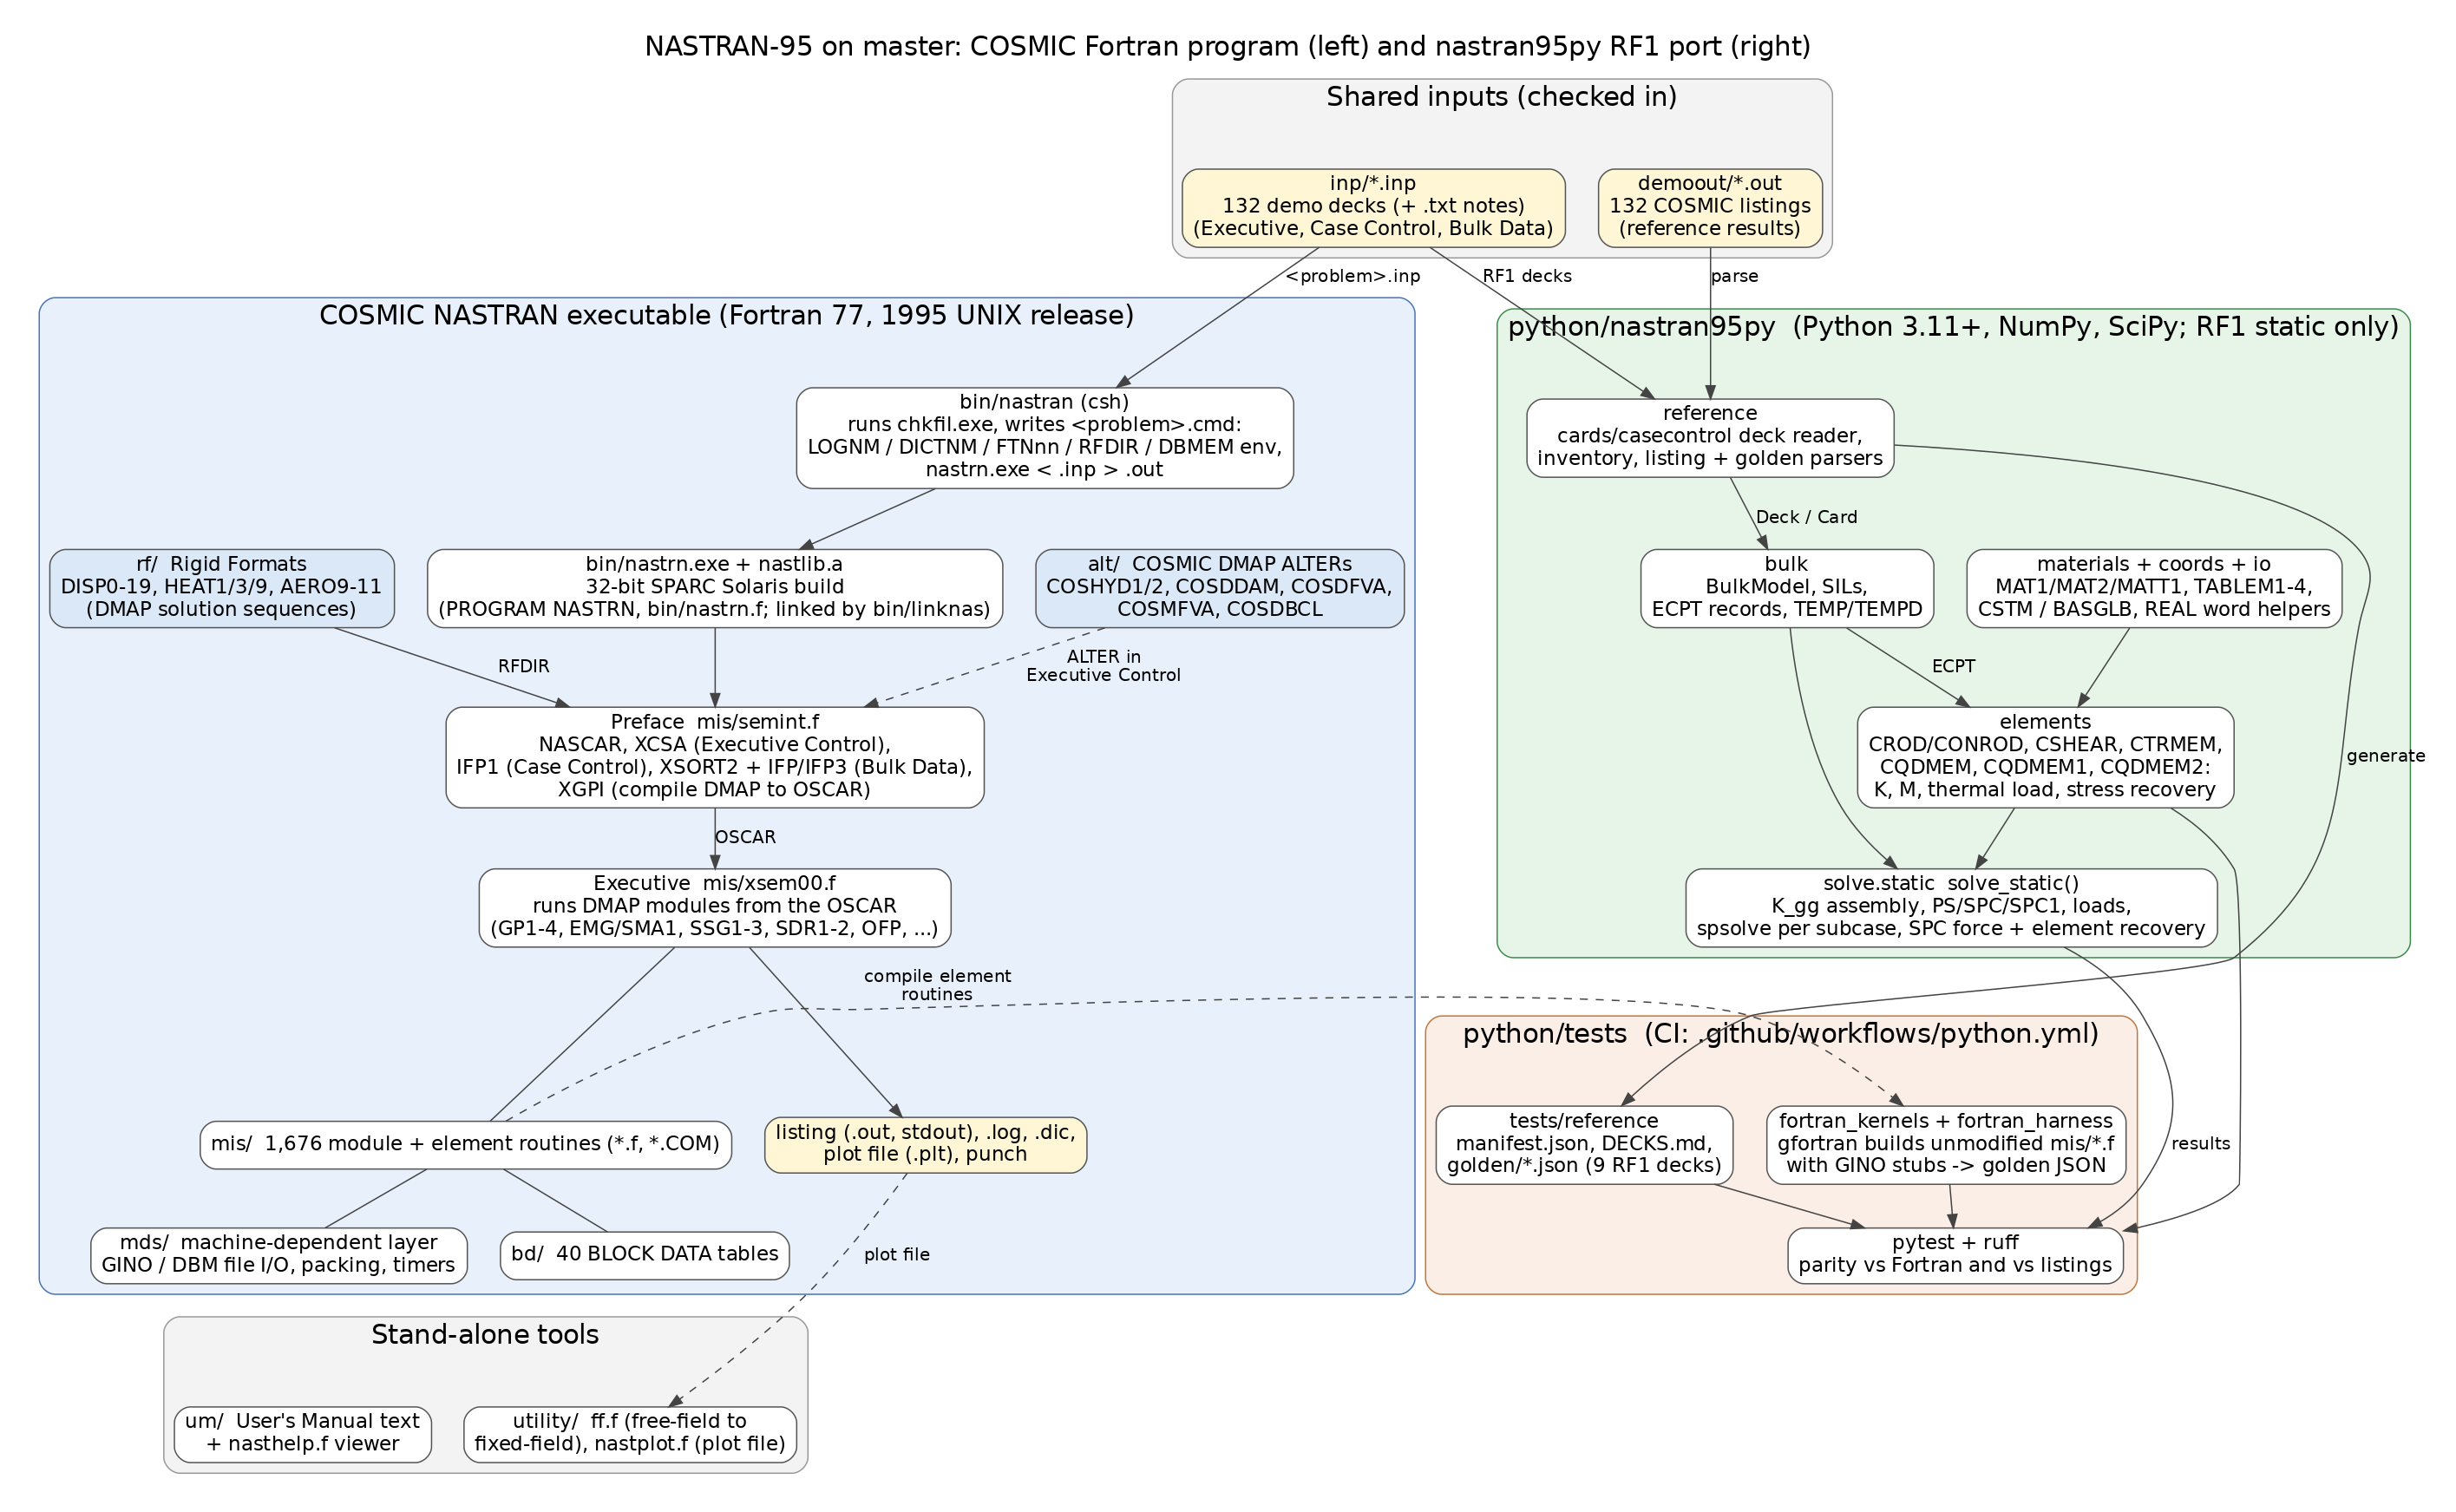 NASTRAN-95 on master: COSMIC Fortran program (left) and nastran95py RF1 port (right)
Shared inputs (checked in)
inp/*.inp
132 demo decks (+ .txt notes)
(Executive, Case Control, Bulk Data)
demoout/*.out
132 COSMIC listings
(reference results)
<problem>.inp
RF1 decks
parse
COSMIC NASTRAN executable (Fortran 77, 1995 UNIX release)
bin/nastran (csh)
runs chkfil.exe, writes <problem>.cmd:
LOGNM / DICTNM / FTNnn / RFDIR / DBMEM env,
nastrn.exe < .inp > .out
rf/  Rigid Formats
DISP0-19, HEAT1/3/9, AERO9-11
(DMAP solution sequences)
bin/nastrn.exe + nastlib.a
32-bit SPARC Solaris build
(PROGRAM NASTRN, bin/nastrn.f; linked by bin/linknas)
alt/  COSMIC DMAP ALTERs
COSHYD1/2, COSDDAM, COSDFVA,
COSMFVA, COSDBCL
RFDIR
ALTER in
Executive Control
Preface  mis/semint.f
NASCAR, XCSA (Executive Control),
IFP1 (Case Control), XSORT2 + IFP/IFP3 (Bulk Data),
XGPI (compile DMAP to OSCAR)
OSCAR
Executive  mis/xsem00.f
runs DMAP modules from the OSCAR
(GP1-4, EMG/SMA1, SSG1-3, SDR1-2, OFP, ...)
compile element
routines
mis/  1,676 module + element routines (*.f, *.COM)
listing (.out, stdout), .log, .dic,
plot file (.plt), punch
mds/  machine-dependent layer
GINO / DBM file I/O, packing, timers
bd/  40 BLOCK DATA tables
plot file
python/nastran95py  (Python 3.11+, NumPy, SciPy; RF1 static only)
reference
cards/casecontrol deck reader,
inventory, listing + golden parsers
Deck / Card
bulk
BulkModel, SILs,
ECPT records, TEMP/TEMPD
materials + coords + io
MAT1/MAT2/MATT1, TABLEM1-4,
CSTM / BASGLB, REAL word helpers
ECPT
elements
CROD/CONROD, CSHEAR, CTRMEM,
CQDMEM, CQDMEM1, CQDMEM2:
K, M, thermal load, stress recovery
generate
solve.static  solve_static()
K_gg assembly, PS/SPC/SPC1, loads,
spsolve per subcase, SPC force + element recovery
python/tests  (CI: .github/workflows/python.yml)
tests/reference
manifest.json, DECKS.md,
golden/*.json (9 RF1 decks)
fortran_kernels + fortran_harness
gfortran builds unmodified mis/*.f
with GINO stubs -> golden JSON
results
pytest + ruff
parity vs Fortran and vs listings
Stand-alone tools
um/  User's Manual text
+ nasthelp.f viewer
utility/  ff.f (free-field to
fixed-field), nastplot.f (plot file)